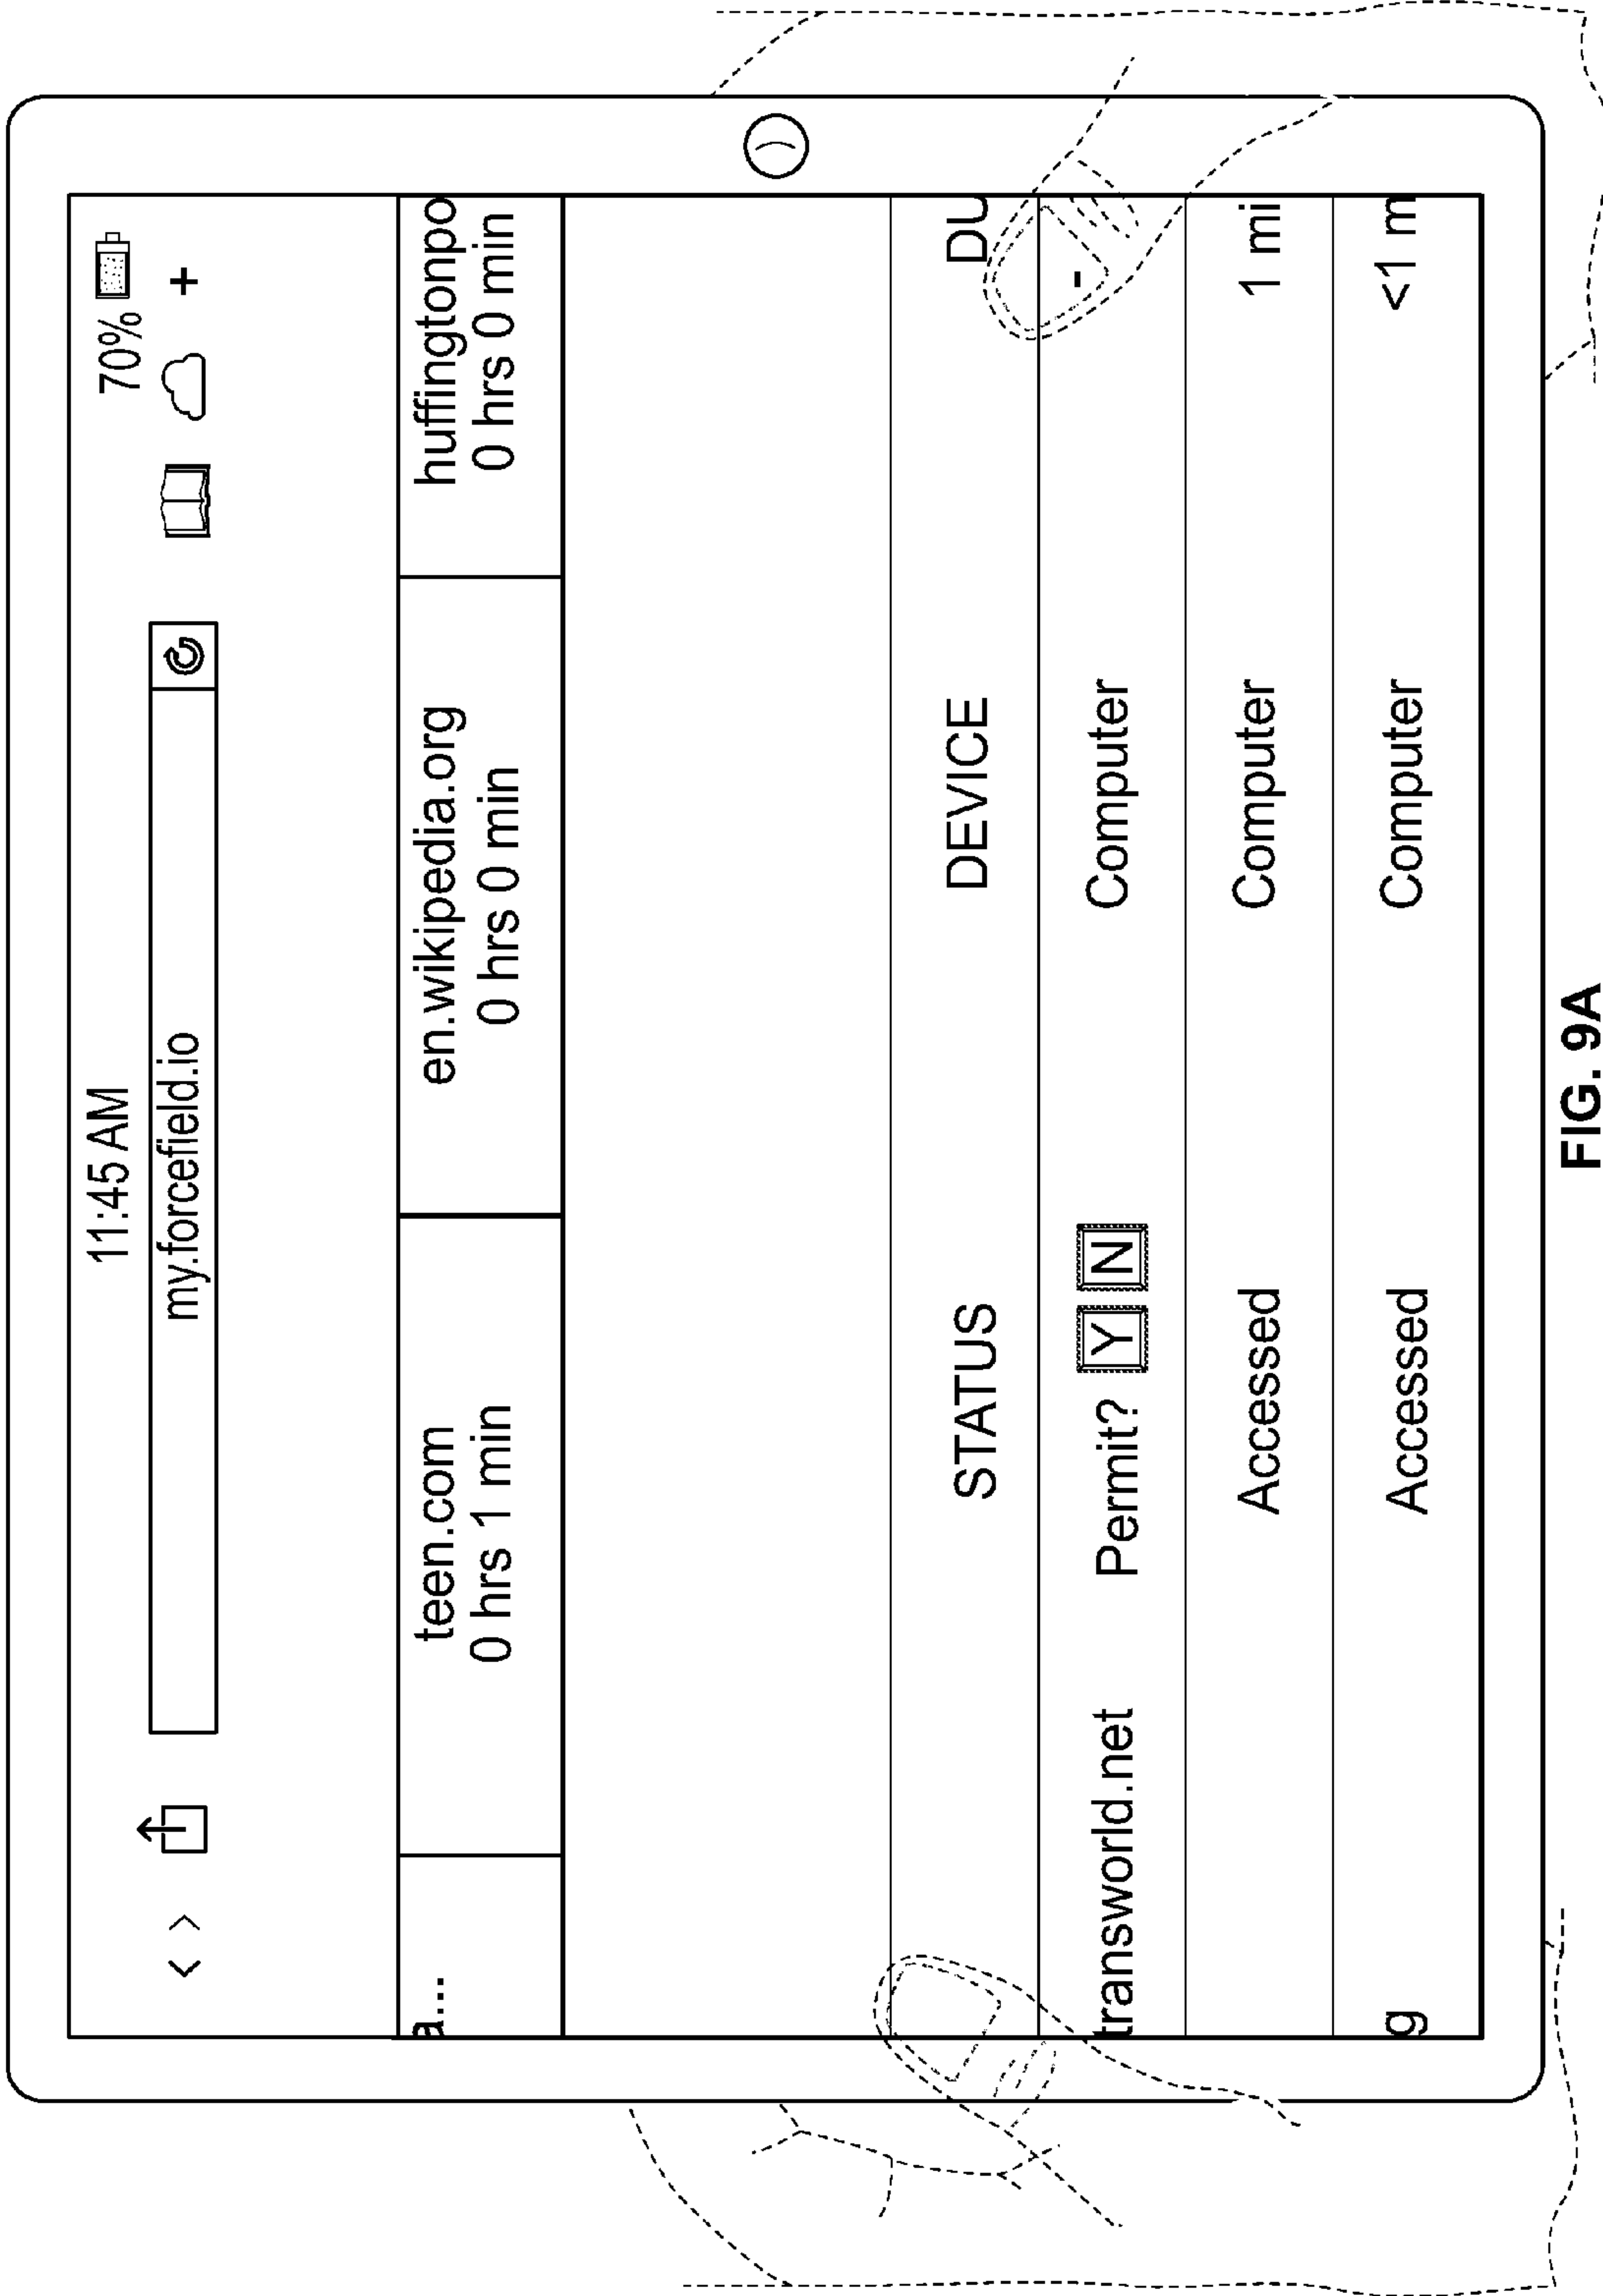 11:45 AM
70%
< >
my.forcefield.io
+
a...
teen.com
0 hrs 1 min
en.wikipedia.org
0 hrs 0 min
huffingtonpo
0 hrs 0 min
STATUS DEVICE DU
transworld.net Permit? Y N Computer -
Accessed Computer 1 mi
g Accessed Computer <1 m
FIG. 9A